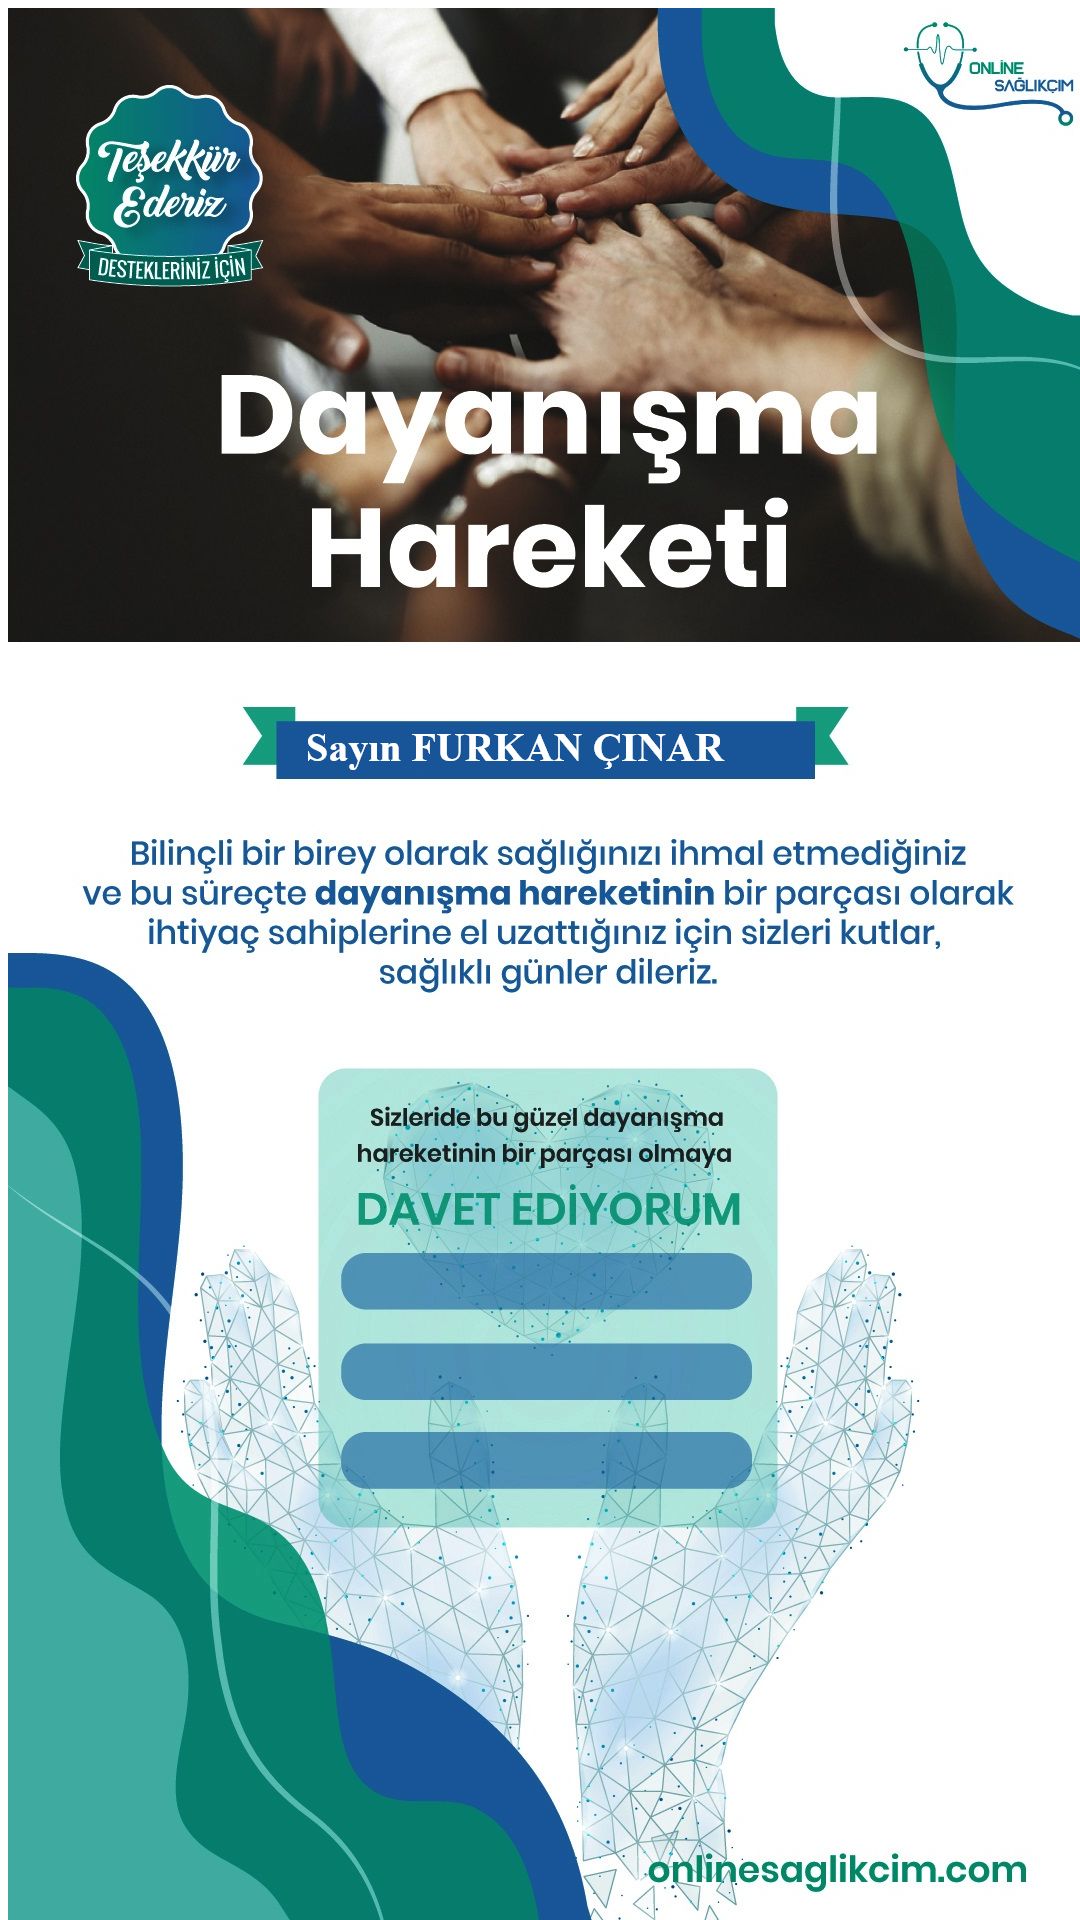 ONLİNE
SAĞLIKÇIM
Teşekkür
Ederiz
DESTEKLERİNİZ İÇİN
Dayanışma
Hareketi
Sayın FURKAN ÇINAR
Bilinçli bir birey olarak sağlığınızı ihmal etmediğiniz
ve bu süreçte dayanışma hareketinin bir parçası olarak
ihtiyaç sahiplerine el uzattığınız için sizleri kutlar,
sağlıklı günler dileriz.
Sizleride bu güzel dayanışma
hareketinin bir parçası olmaya
DAVET EDİYORUM
onlinesaglikcim.com